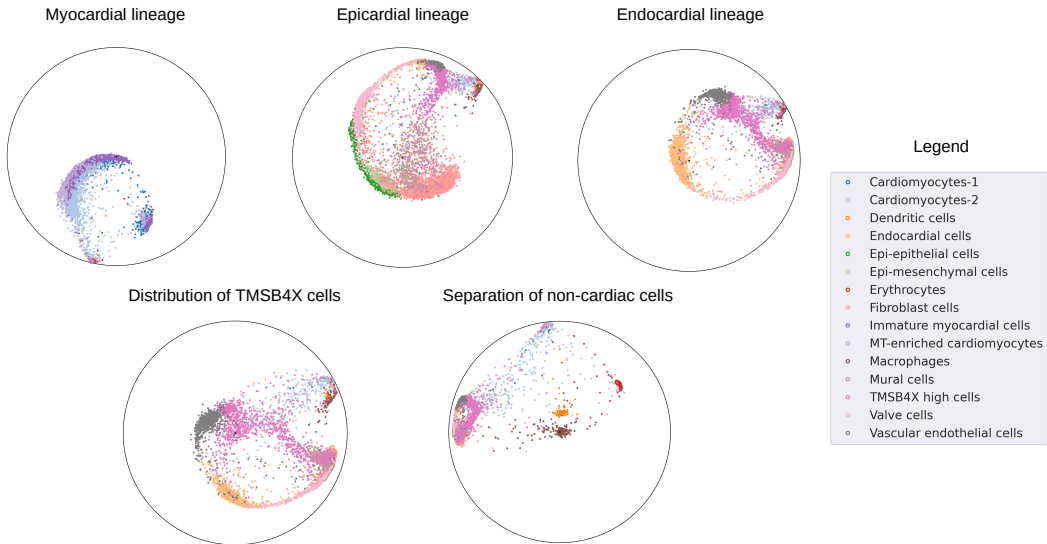 Myocardial lineage
Epicardial lineage
Endocardial lineage
Distribution of TMSB4X cells
Separation of non-cardiac cells
Legend
Cardiomyocytes-1
Cardiomyocytes-2
Dendritic cells
Endocardial cells
Epi-epithelial cells
Epi-mesenchymal cells
Erythrocytes
Fibroblast cells
Immature myocardial cells
MT-enriched cardiomyocytes
Macrophages
Mural cells
TMSB4X high cells
Valve cells
Vascular endothelial cells